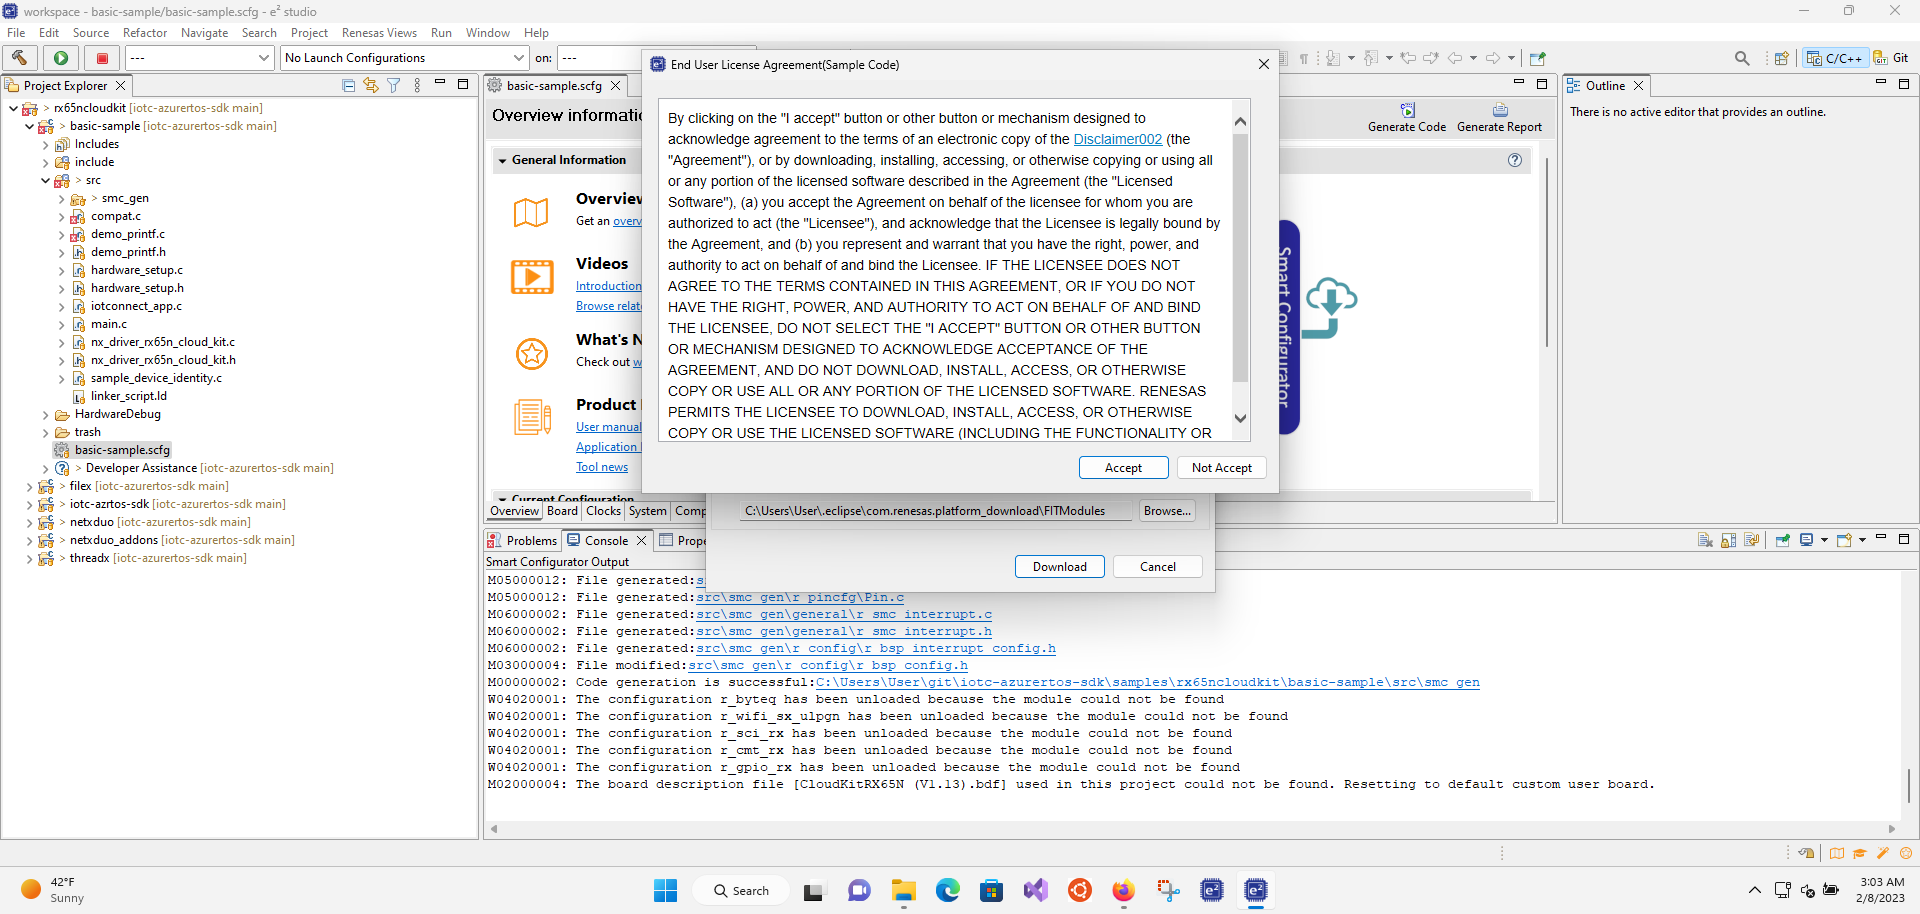 workspace - basic-sample/basic-sample.scfg - e² studio
File Edit Source Refactor Navigate Search Project Renesas Views Run Window Help
--- No Launch Configurations on: ---
C/C++ Git
Project Explorer
> rx65ncloudkit [iotc-azurertos-sdk main]
> basic-sample [iotc-azurertos-sdk main]
Includes
include
> src
> smc_gen
compat.c
demo_printf.c
demo_printf.h
hardware_setup.c
hardware_setup.h
iotconnect_app.c
main.c
nx_driver_rx65n_cloud_kit.c
nx_driver_rx65n_cloud_kit.h
sample_device_identity.c
linker_script.ld
HardwareDebug
trash
basic-sample.scfg
> Developer Assistance [iotc-azurertos-sdk main]
> filex [iotc-azurertos-sdk main]
> iotc-azrtos-sdk [iotc-azurertos-sdk main]
> netxduo [iotc-azurertos-sdk main]
> netxduo_addons [iotc-azurertos-sdk main]
> threadx [iotc-azurertos-sdk main]
basic-sample.scfg
Overview informatio
Generate Code Generate Report
General Information
Overview
Get an overv
Videos
Introduction
Browse relate
What's N
Check out w
Product
User manual
Application
Tool news
Current Configuration
Smart Configurator
Overview Board Clocks System Comp
End User License Agreement(Sample Code)
By clicking on the "I accept" button or other button or mechanism designed to
acknowledge agreement to the terms of an electronic copy of the Disclaimer002 (the
"Agreement"), or by downloading, installing, accessing, or otherwise copying or using all
or any portion of the licensed software described in the Agreement (the "Licensed
Software"), (a) you accept the Agreement on behalf of the licensee for whom you are
authorized to act (the "Licensee"), and acknowledge that the Licensee is legally bound by
the Agreement, and (b) you represent and warrant that you have the right, power, and
authority to act on behalf of and bind the Licensee. IF THE LICENSEE DOES NOT
AGREE TO THE TERMS CONTAINED IN THIS AGREEMENT, OR IF YOU DO NOT
HAVE THE RIGHT, POWER, AND AUTHORITY TO ACT ON BEHALF OF AND BIND
THE LICENSEE, DO NOT SELECT THE "I ACCEPT" BUTTON OR OTHER BUTTON
OR MECHANISM DESIGNED TO ACKNOWLEDGE ACCEPTANCE OF THE
AGREEMENT, AND DO NOT DOWNLOAD, INSTALL, ACCESS, OR OTHERWISE
COPY OR USE ALL OR ANY PORTION OF THE LICENSED SOFTWARE. RENESAS
PERMITS THE LICENSEE TO DOWNLOAD, INSTALL, ACCESS, OR OTHERWISE
COPY OR USE THE LICENSED SOFTWARE (INCLUDING THE FUNCTIONALITY OR
Accept Not Accept
C:\Users\User\.eclipse\com.renesas.platform_download\FITModules Browse...
Download Cancel
Outline
There is no active editor that provides an outline.
Problems Console Prope
Smart Configurator Output
M05000012: File generated:s
M05000012: File generated:src\smc_gen\r_pincfg\Pin.c
M06000002: File generated:src\smc_gen\general\r_smc_interrupt.c
M06000002: File generated:src\smc_gen\general\r_smc_interrupt.h
M06000002: File generated:src\smc_gen\r_config\r_bsp_interrupt_config.h
M03000004: File modified:src\smc_gen\r_config\r_bsp_config.h
M00000002: Code generation is successful:C:\Users\User\git\iotc-azurertos-sdk\samples\rx65ncloudkit\basic-sample\src\smc_gen
W04020001: The configuration r_byteq has been unloaded because the module could not be found
W04020001: The configuration r_wifi_sx_ulpgn has been unloaded because the module could not be found
W04020001: The configuration r_sci_rx has been unloaded because the module could not be found
W04020001: The configuration r_cmt_rx has been unloaded because the module could not be found
W04020001: The configuration r_gpio_rx has been unloaded because the module could not be found
M02000004: The board description file [CloudKitRX65N (V1.13).bdf] used in this project could not be found. Resetting to default custom user board.
42°F
Sunny
Search
3:03 AM
2/8/2023